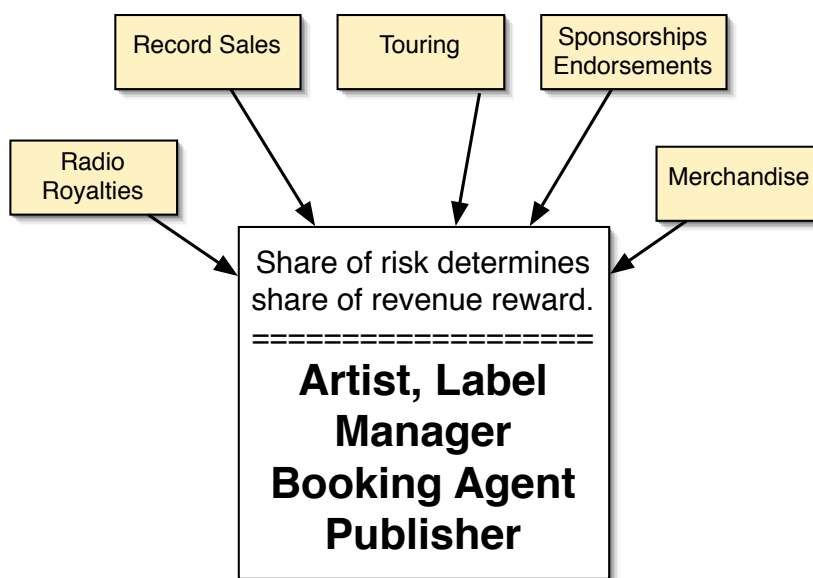 Record Sales
Touring
Sponsorships
Endorsements
Radio
Royalties
Merchandise
Share of risk determines
share of revenue reward.
===================
Artist, Label
Manager
Booking Agent
Publisher